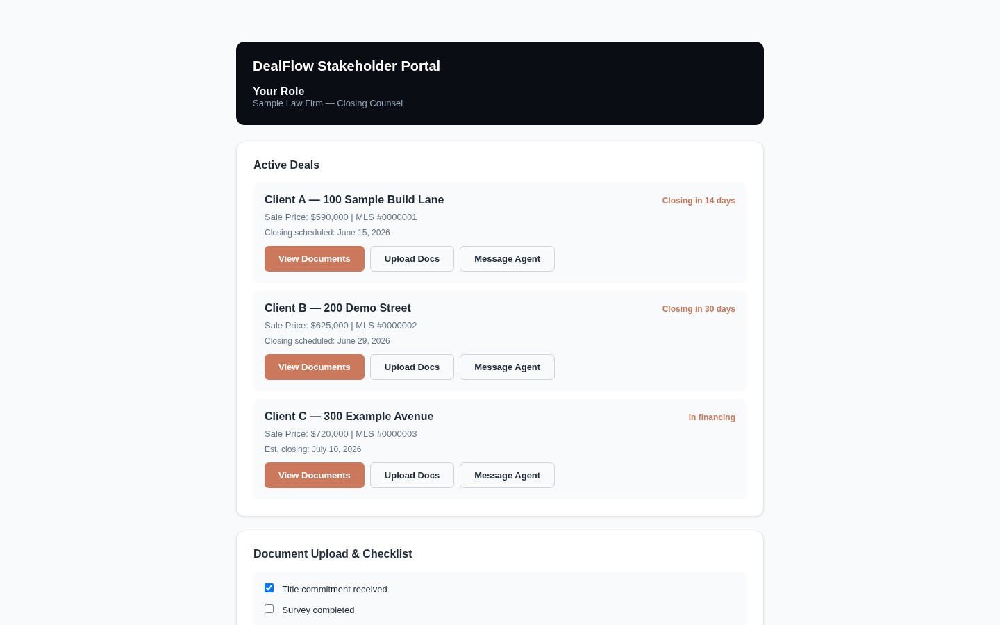 DealFlow Stakeholder Portal
Your Role
Sample Law Firm — Closing Counsel
Active Deals
Client A — 100 Sample Build Lane
Closing in 14 days
Sale Price: $590,000 | MLS #0000001
Closing scheduled: June 15, 2026
View Documents
Upload Docs
Message Agent
Client B — 200 Demo Street
Closing in 30 days
Sale Price: $625,000 | MLS #0000002
Closing scheduled: June 29, 2026
View Documents
Upload Docs
Message Agent
Client C — 300 Example Avenue
In financing
Sale Price: $720,000 | MLS #0000003
Est. closing: July 10, 2026
View Documents
Upload Docs
Message Agent
Document Upload & Checklist
Title commitment received
Survey completed